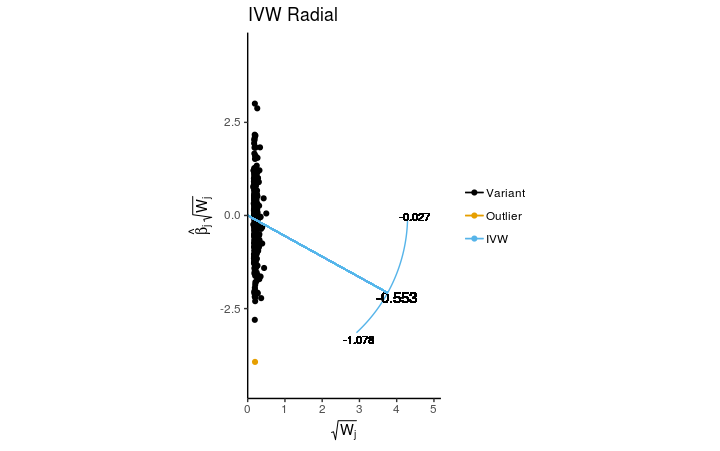 IVW Radial
β̂j√Wj
2.5
0.0
-2.5
-0.027
-0.553
-1.078
0 1 2 3 4 5
√Wj
Variant
Outlier
IVW